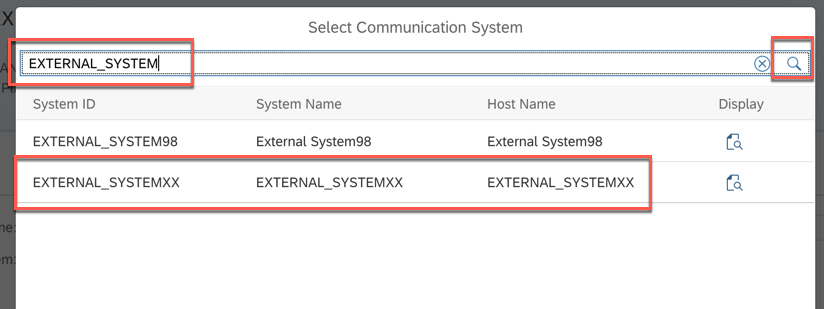 Select Communication System
EXTERNAL_SYSTEM
System ID System Name Host Name Display
EXTERNAL_SYSTEM98 External System98 External System98
EXTERNAL_SYSTEMXX EXTERNAL_SYSTEMXX EXTERNAL_SYSTEMXX